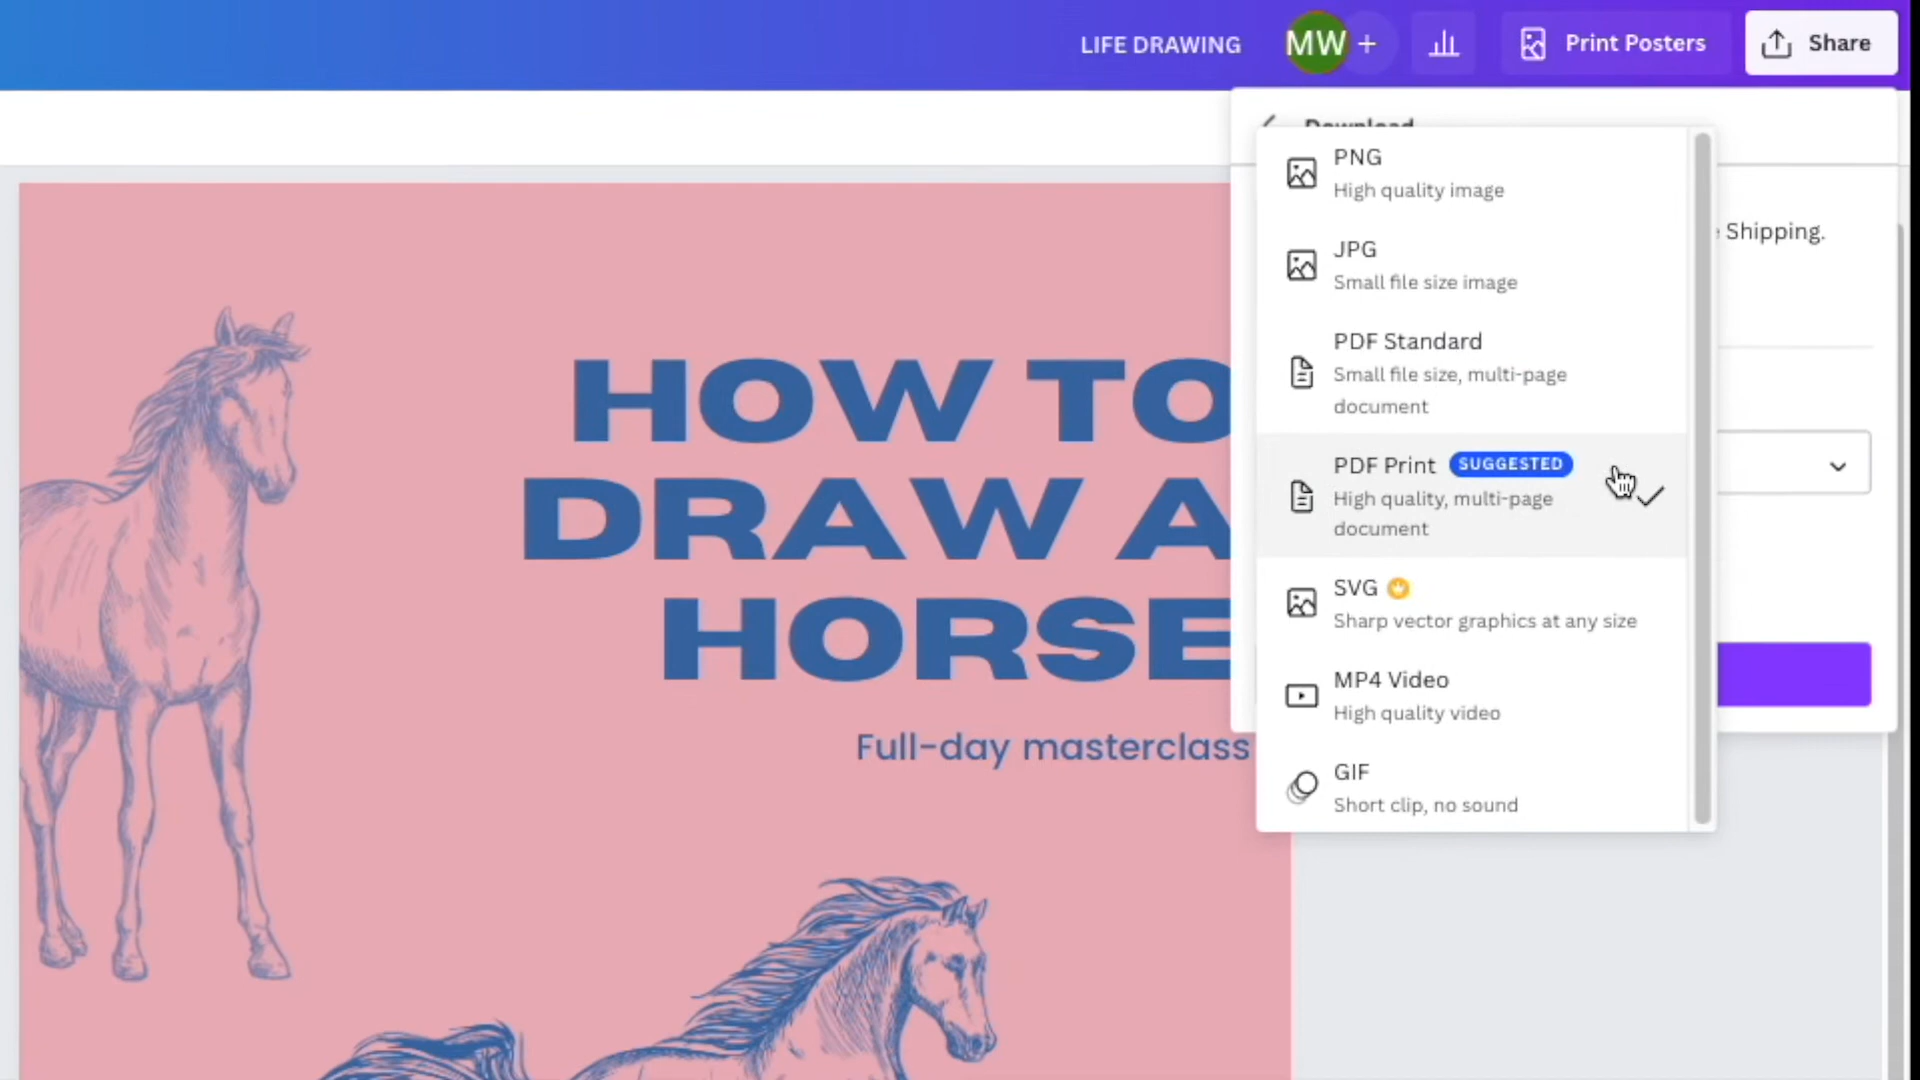 LIFE DRAWING
MW
Print Posters
Share
Download
PNG
High quality image
JPG
Small file size image
PDF Standard
Small file size, multi-page
document
PDF Print SUGGESTED
High quality, multi-page
document
SVG
Sharp vector graphics at any size
MP4 Video
High quality video
GIF
Short clip, no sound
Shipping.
HOW TO
DRAW A
HORSE
Full-day masterclass